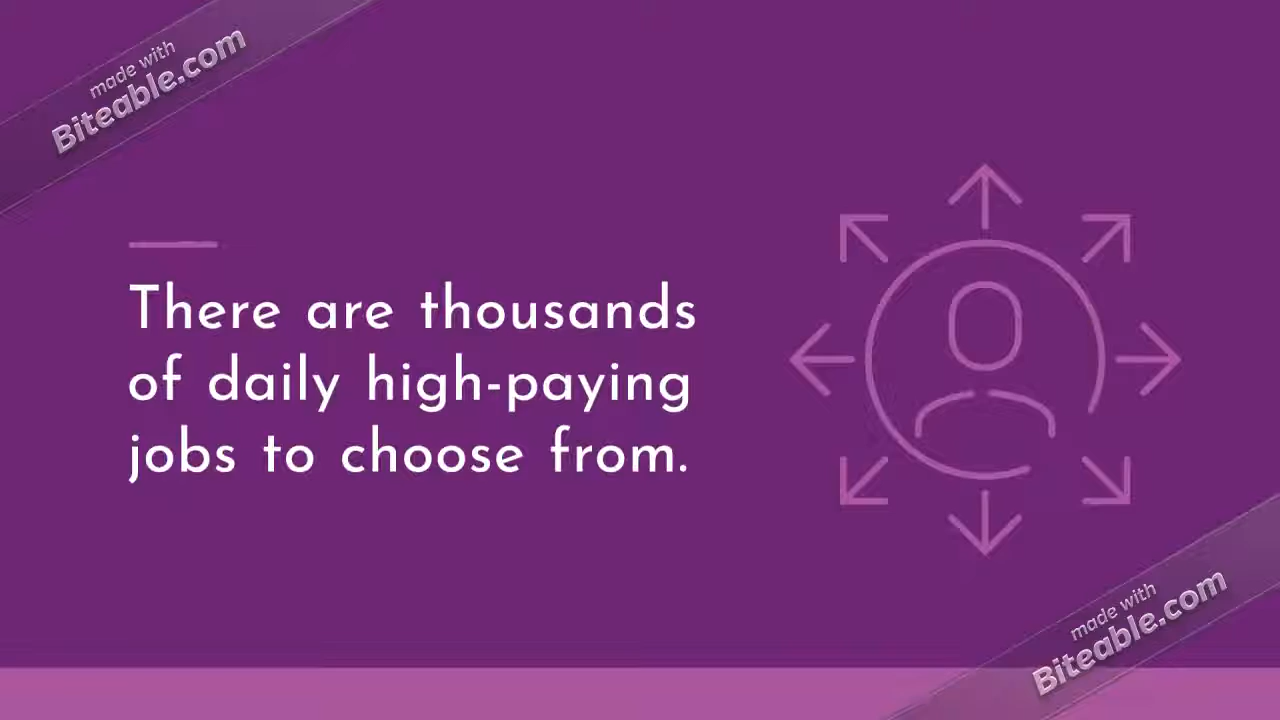 made with
Biteable.com
There are thousands
of daily high-paying
jobs to choose from.
made with
Biteable.com